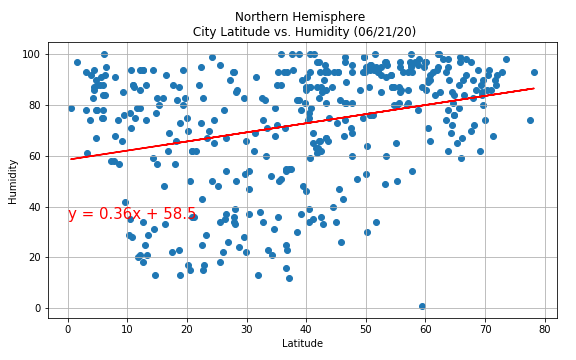 Northern Hemisphere
City Latitude vs. Humidity (06/21/20)
Humidity
100
80
60
40
20
0
y = 0.36x + 58.5
0 10 20 30 40 50 60 70 80
Latitude